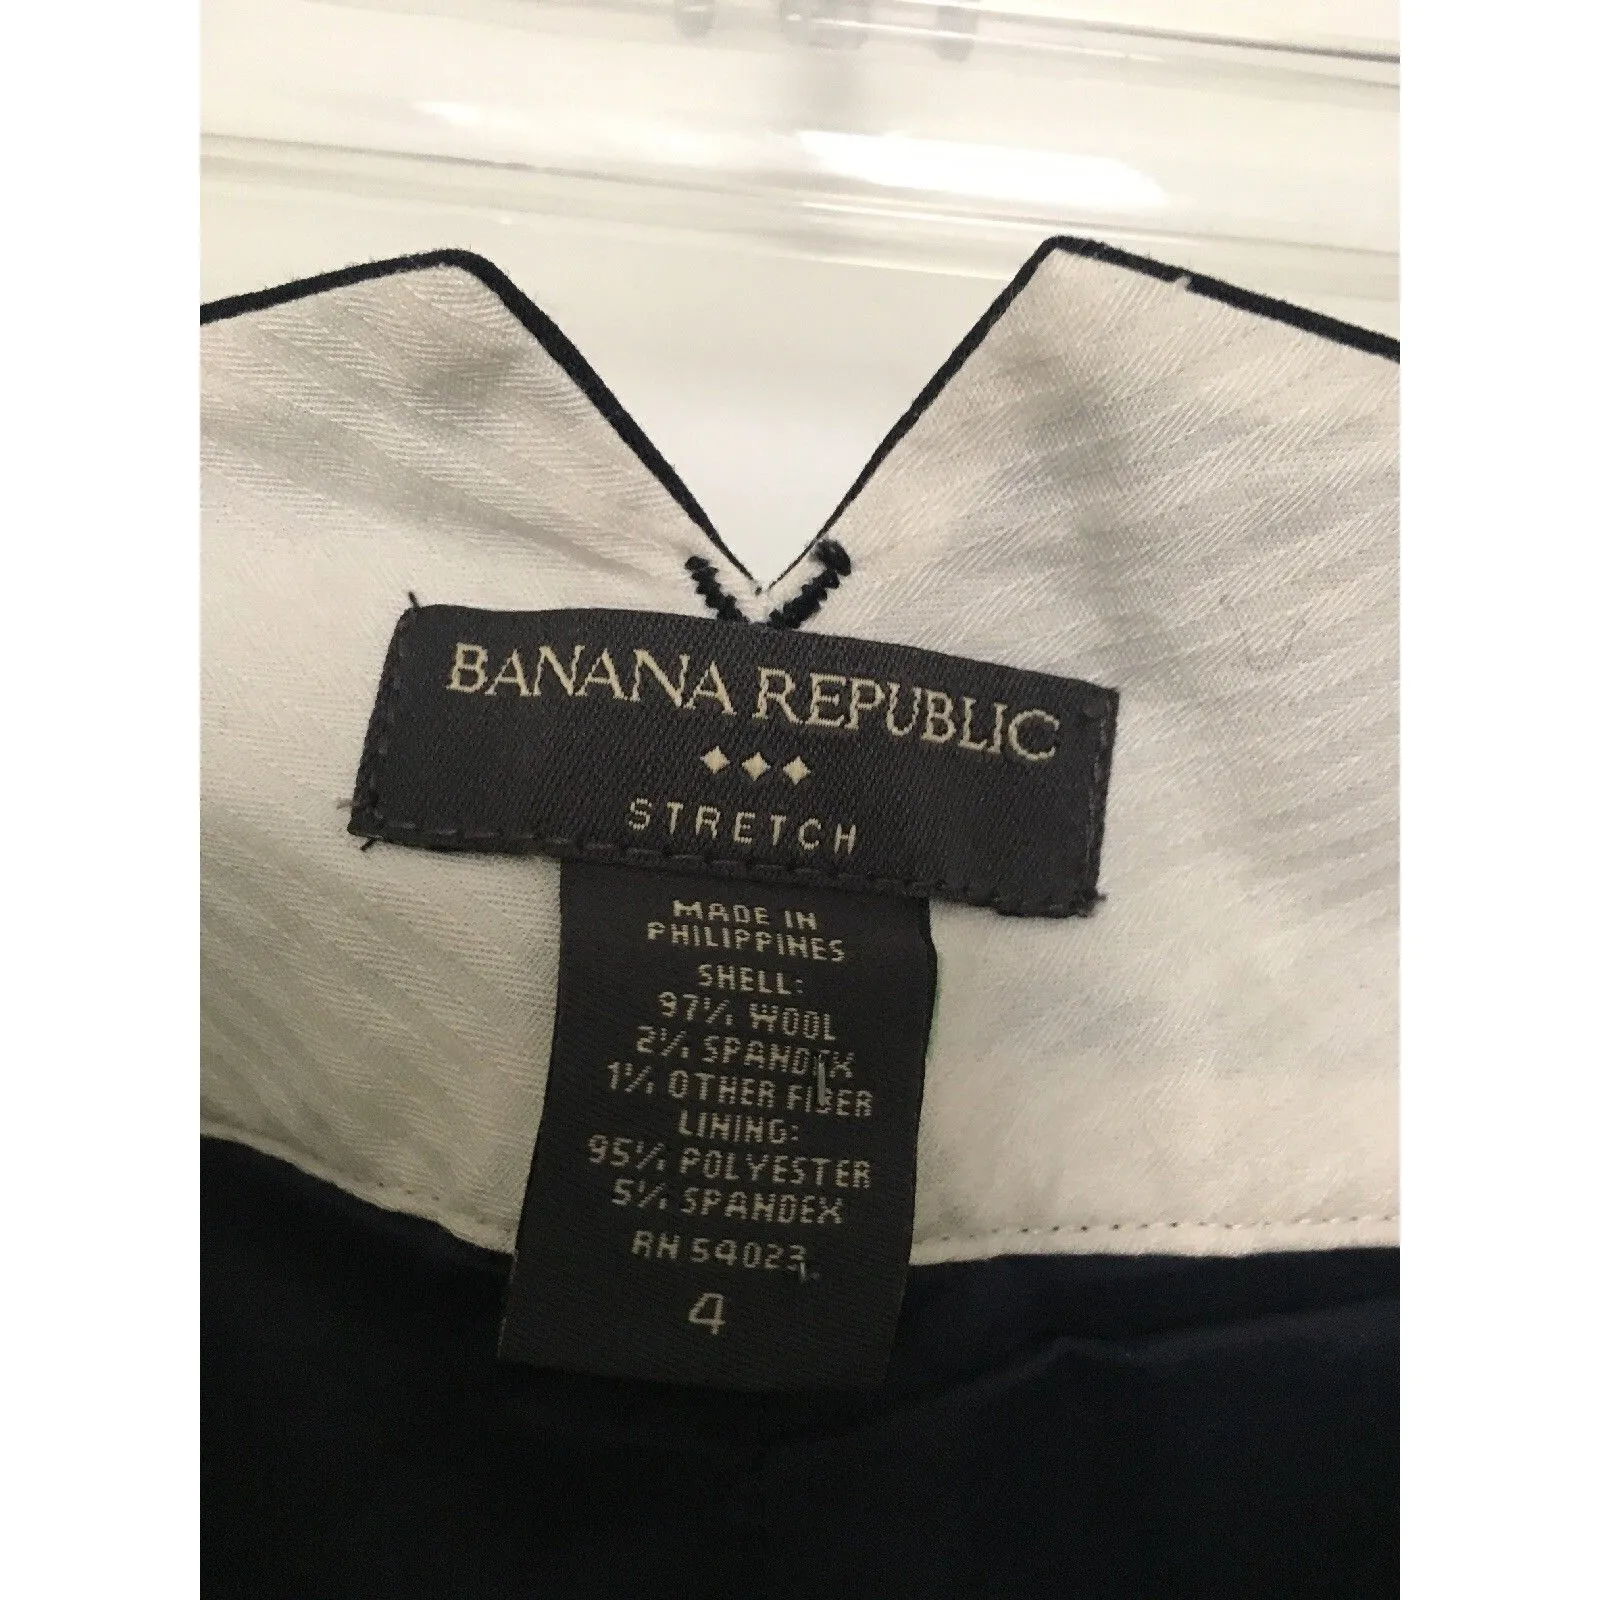 BANANA REPUBLIC
STRETCH
MADE IN
PHILIPPINES
SHELL:
97% WOOL
2% SPANDEX
1% OTHER FIBER
LINING:
95% POLYESTER
5% SPANDEX
RN 54023
4